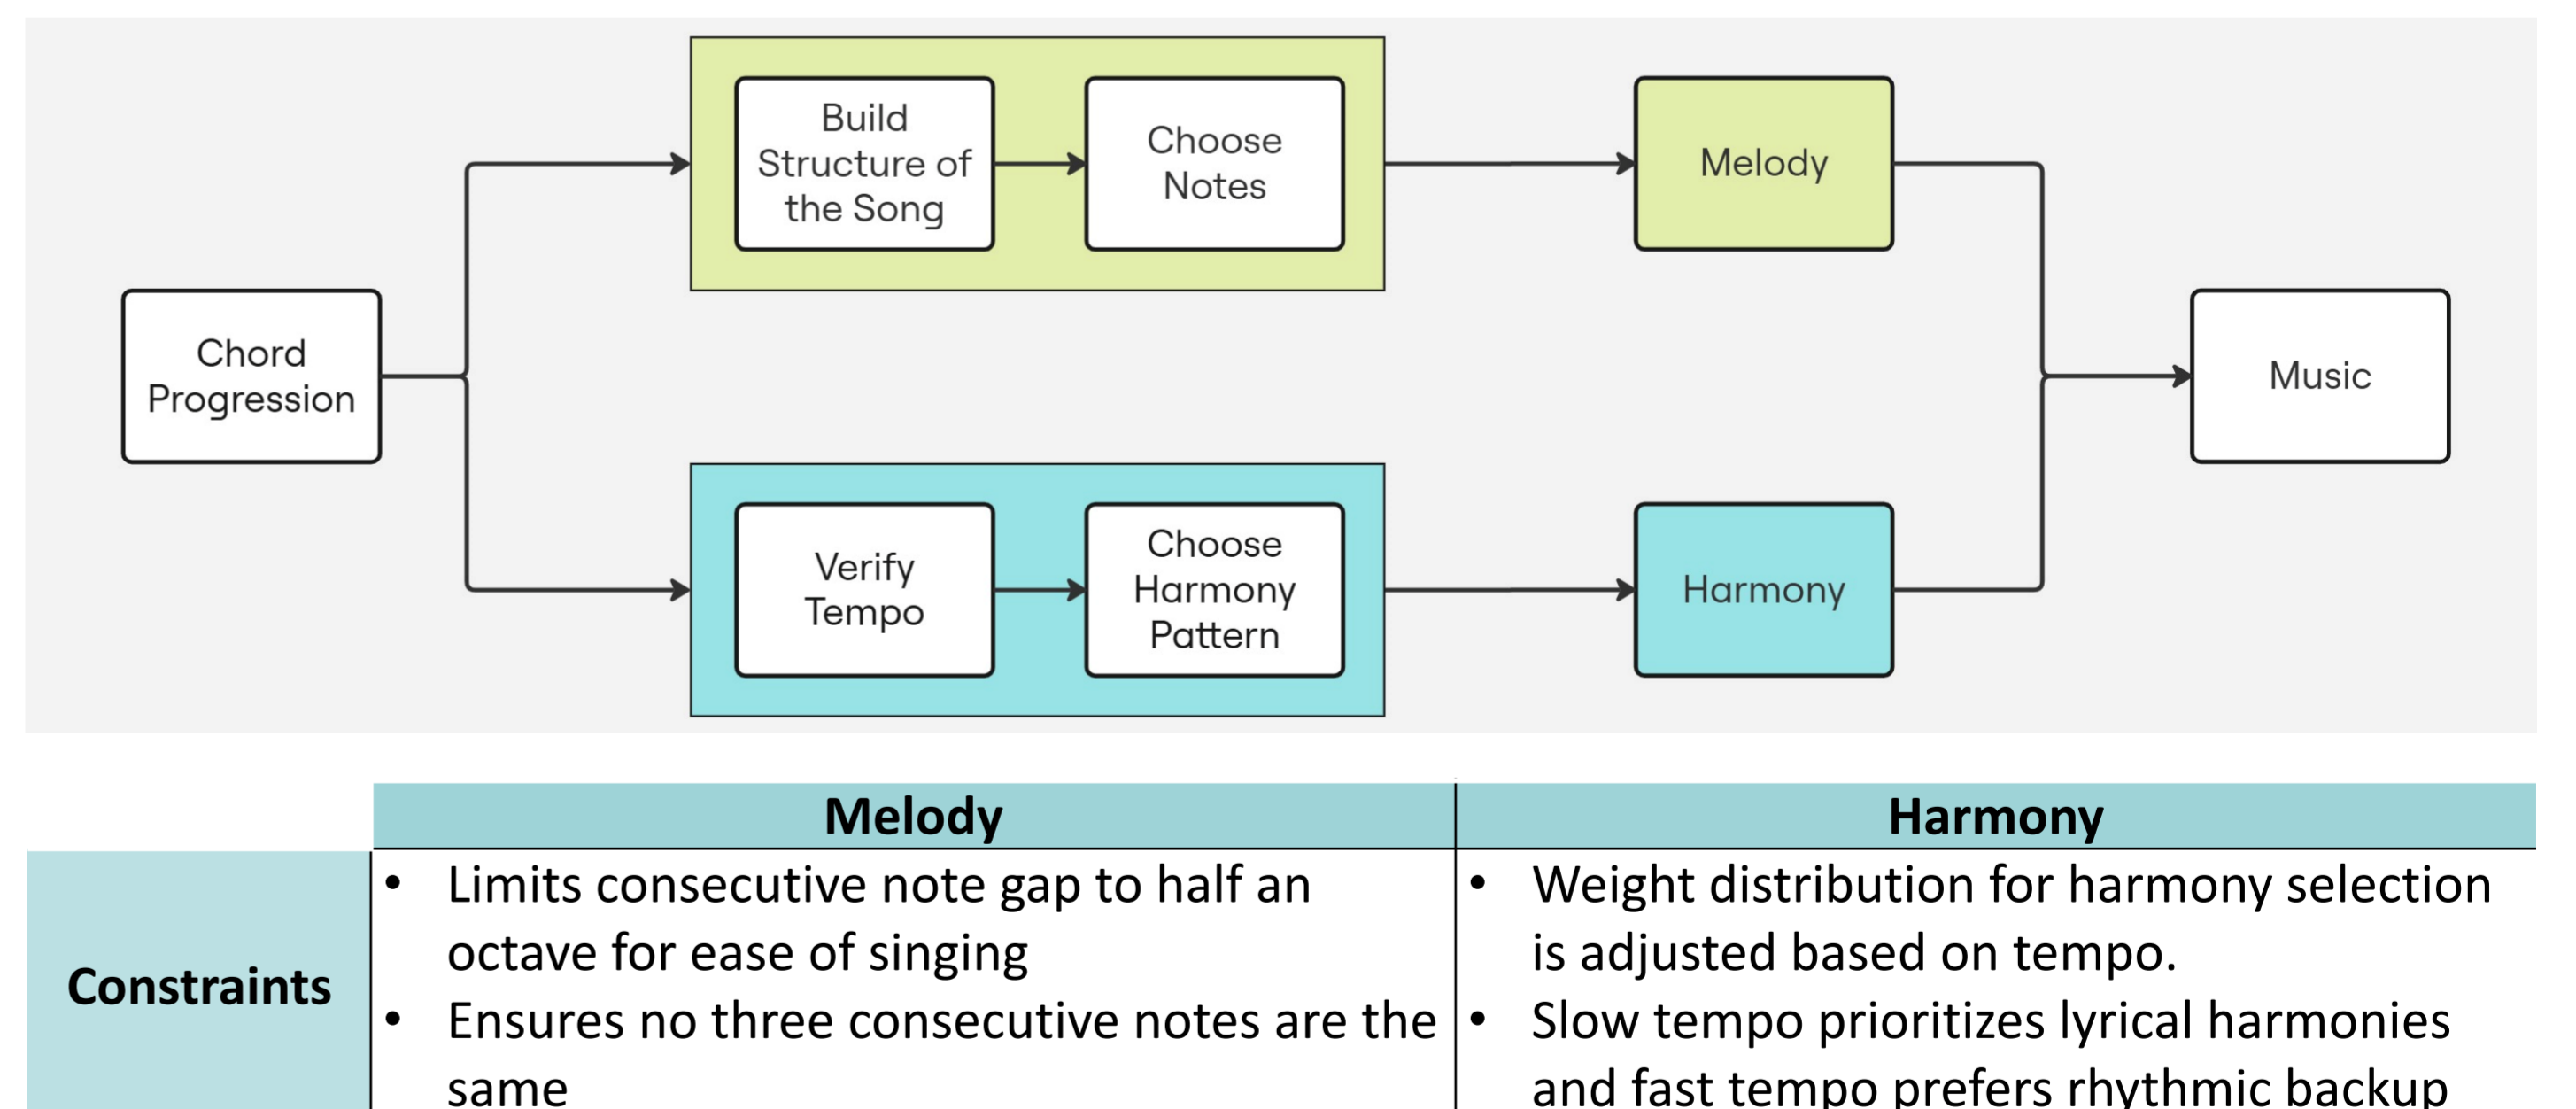 Build
Structure of
the Song
Choose
Notes
Melody
Chord
Progression
Music
Verify
Tempo
Choose
Harmony
Pattern
Harmony
Melody
Harmony
Constraints
• Limits consecutive note gap to half an
octave for ease of singing
• Ensures no three consecutive notes are the
same
• Weight distribution for harmony selection
is adjusted based on tempo.
• Slow tempo prioritizes lyrical harmonies
and fast tempo prefers rhythmic backup